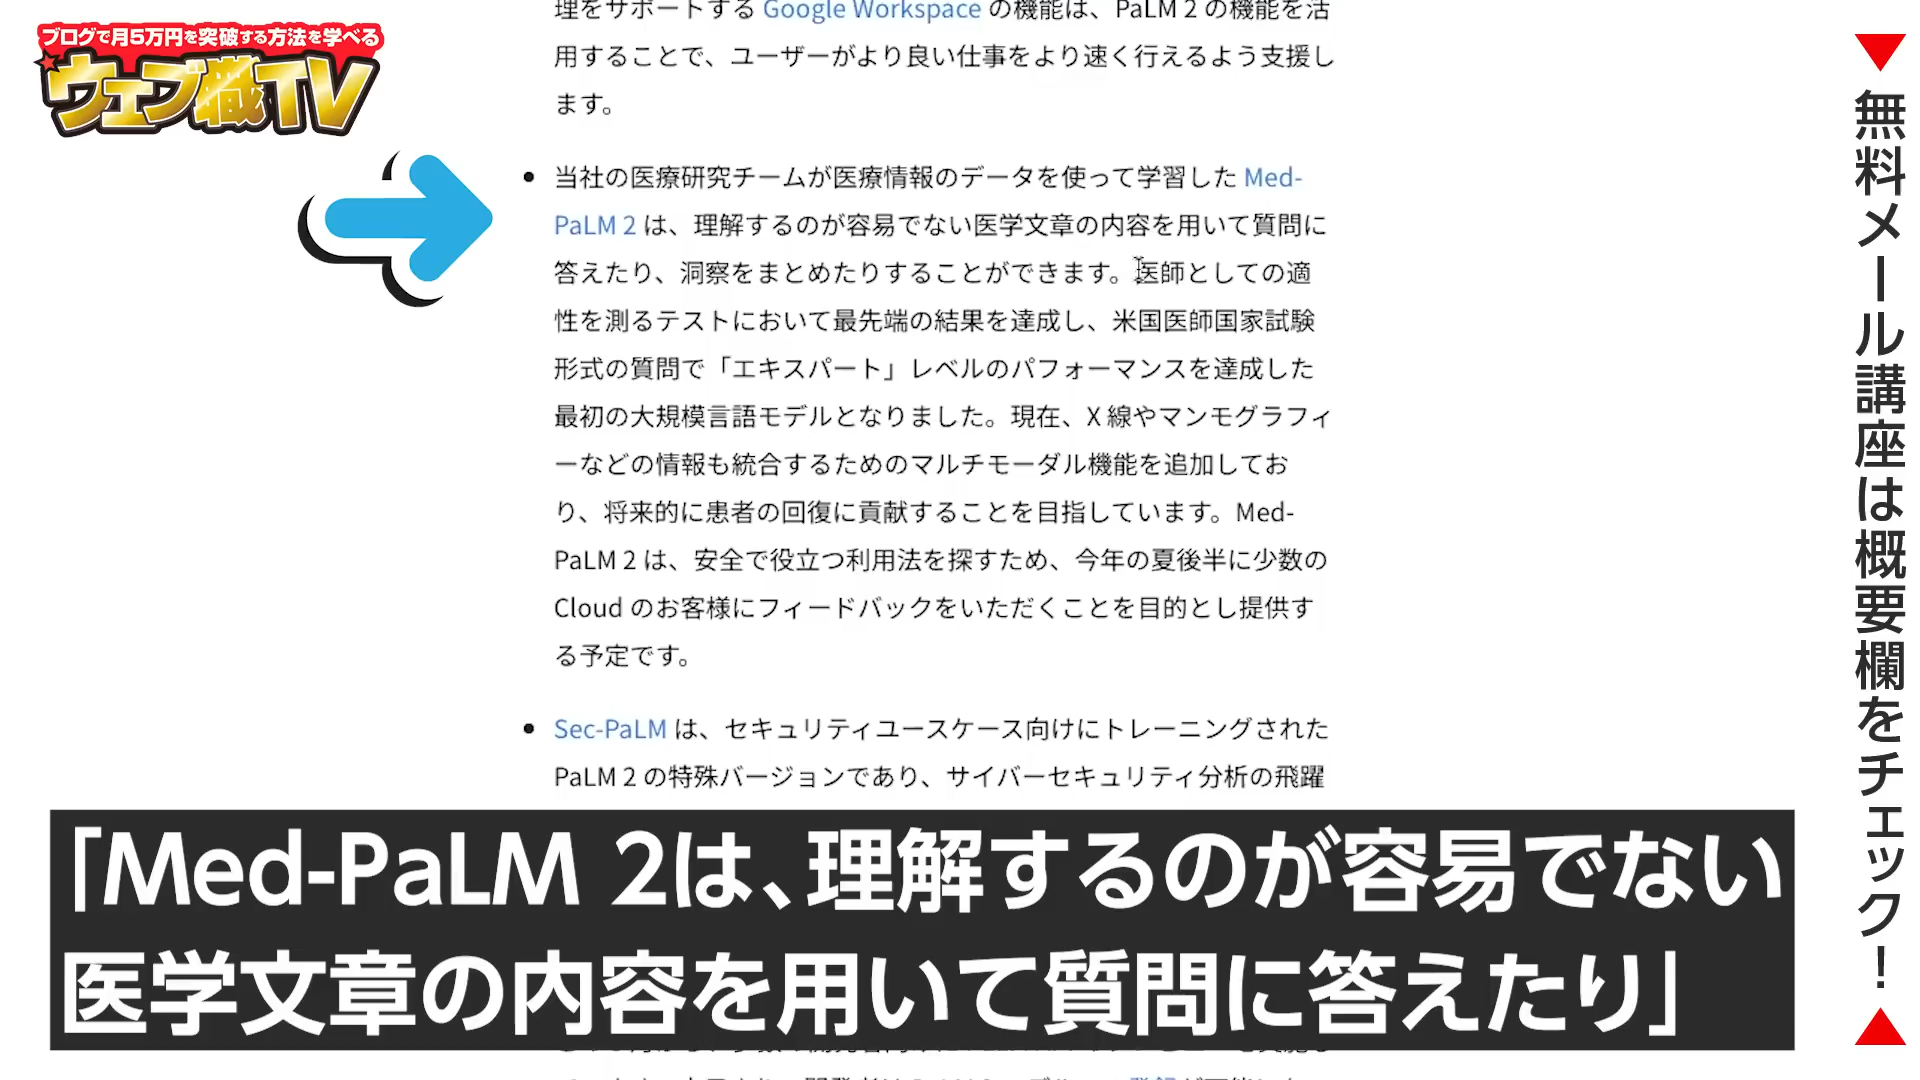 ブログで月5万円を突破する方法を学べる
ウェブ職TV
理をサポートする Google Workspace の機能は、PaLM 2 の機能を活
用することで、ユーザーがより良い仕事をより速く行えるよう支援し
ます。
当社の医療研究チームが医療情報のデータを使って学習した Med-
PaLM 2 は、理解するのが容易でない医学文章の内容を用いて質問に
答えたり、洞察をまとめたりすることができます。医師としての適
性を測るテストにおいて最先端の結果を達成し、米国医師国家試験
形式の質問で「エキスパート」レベルのパフォーマンスを達成した
最初の大規模言語モデルとなりました。現在、X 線やマンモグラフィ
ーなどの情報も統合するためのマルチモーダル機能を追加してお
り、将来的に患者の回復に貢献することを目指しています。Med-
PaLM 2 は、安全で役立つ利用法を探すため、今年の夏後半に少数の
Cloud のお客様にフィードバックをいただくことを目的とし提供す
る予定です。
Sec-PaLM は、セキュリティユースケース向けにトレーニングされた
PaLM 2 の特殊バージョンであり、サイバーセキュリティ分析の飛躍
「Med-PaLM 2は、理解するのが容易でない
医学文章の内容を用いて質問に答えたり」
▼無料メール講座は概要欄をチェック！▲